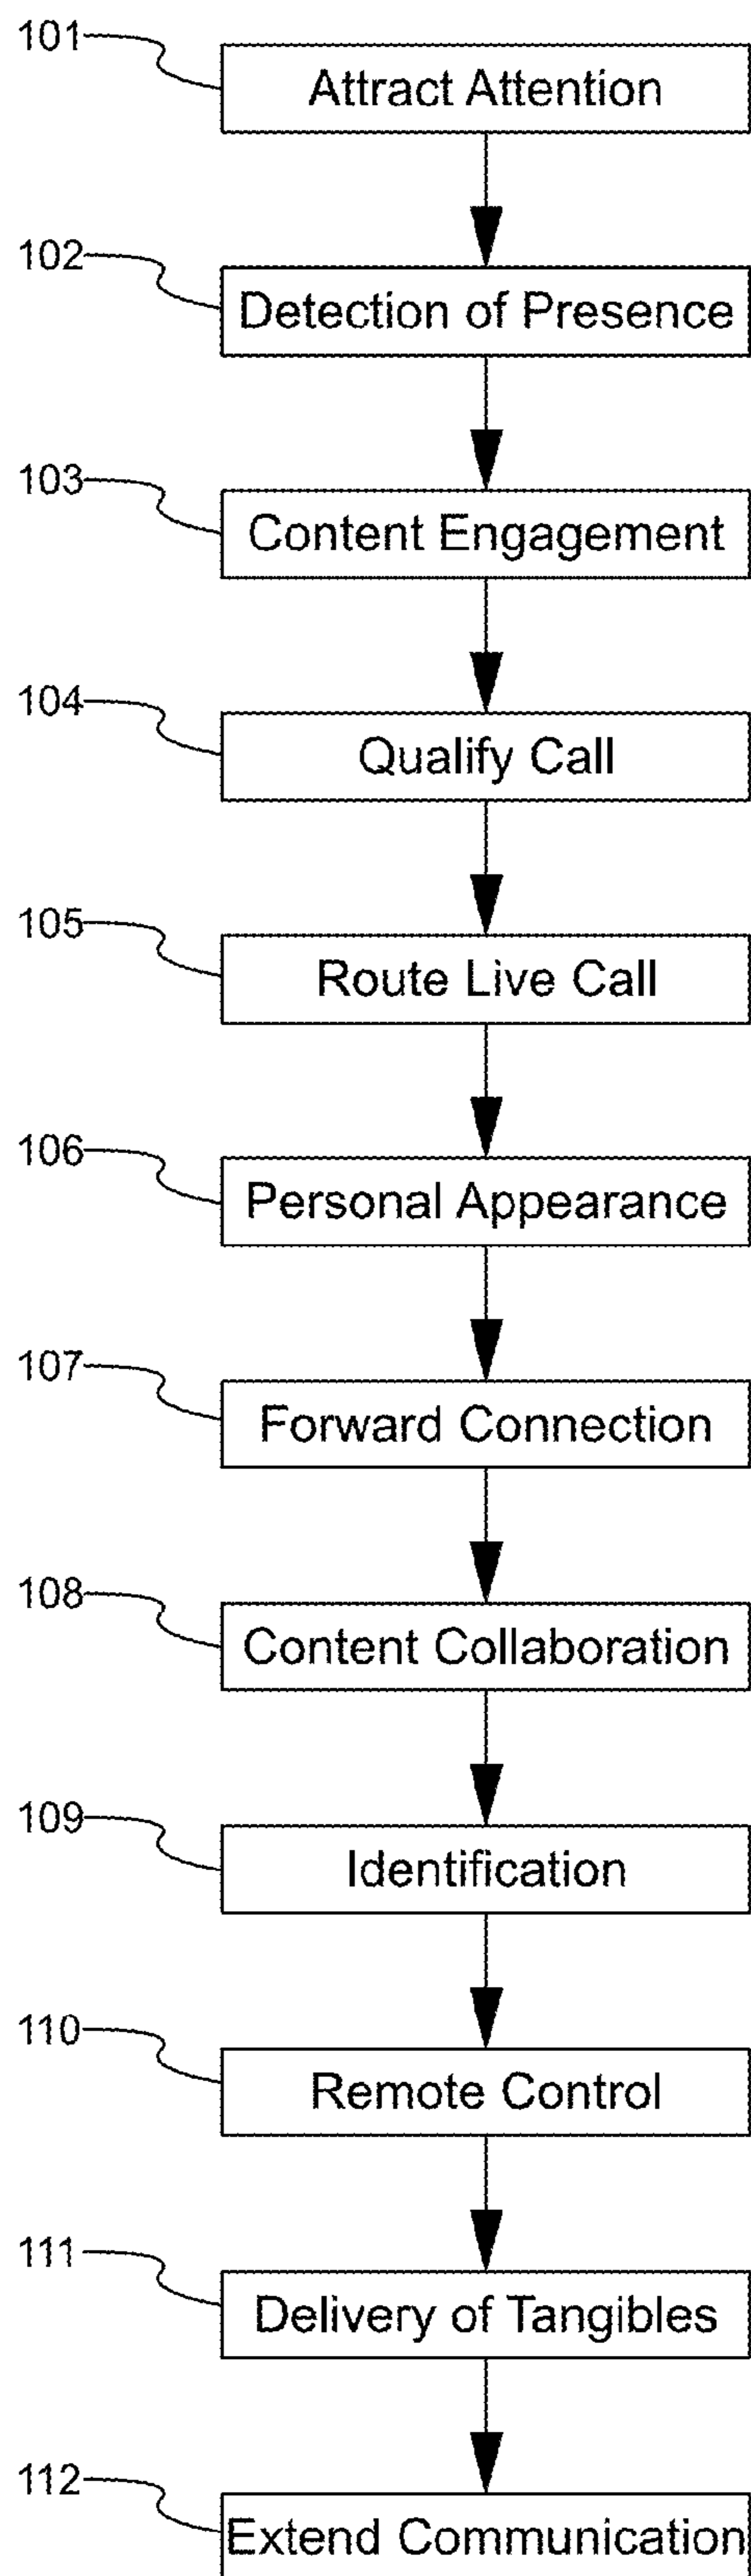 101
Attract Attention
102
Detection of Presence
103
Content Engagement
104
Qualify Call
105
Route Live Call
106
Personal Appearance
107
Forward Connection
108
Content Collaboration
109
Identification
110
Remote Control
111
Delivery of Tangibles
112
Extend Communication